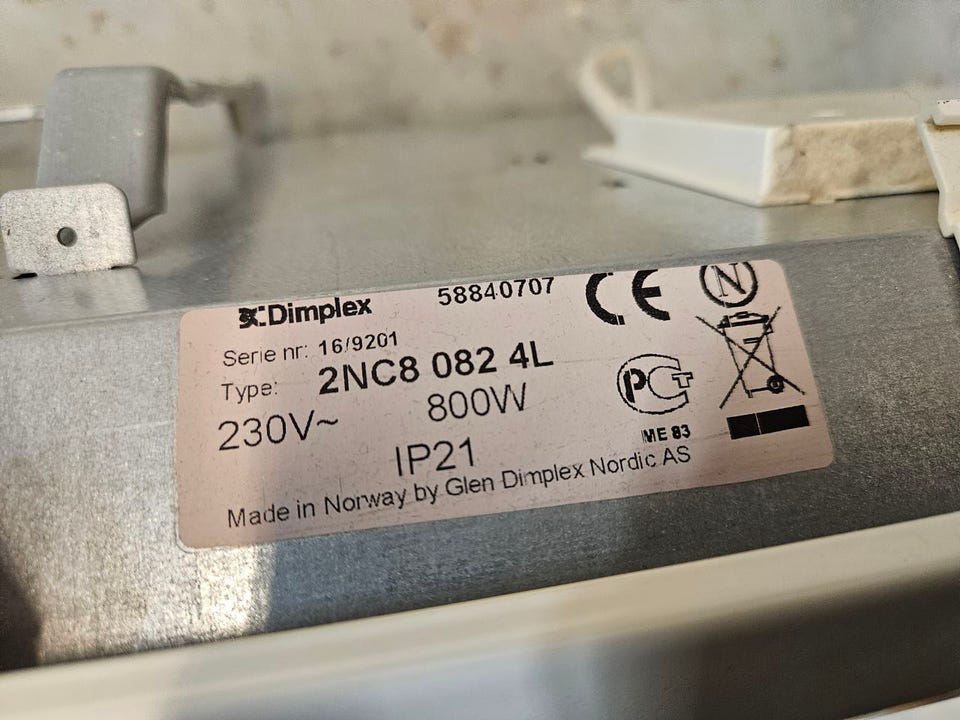 Dimplex 58840707 CE N
Serie nr: 16/9201
Type: 2NC8 082 4L
230V~ 800W
PCT
IP21
ME 83
Made in Norway by Glen Dimplex Nordic AS